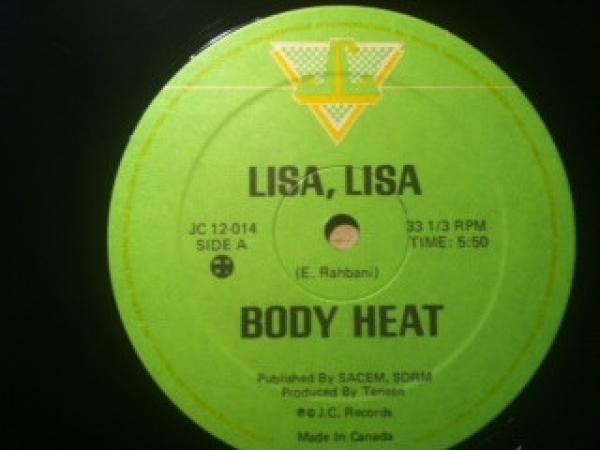 LISA, LISA
JC 12-014
SIDE A
33 1/3 RPM
TIME: 5:50
(E. Rahbani)
BODY HEAT
Published By SACEM, SDRM
Produced By Tenson
℗© J.C. Records
Made In Canada